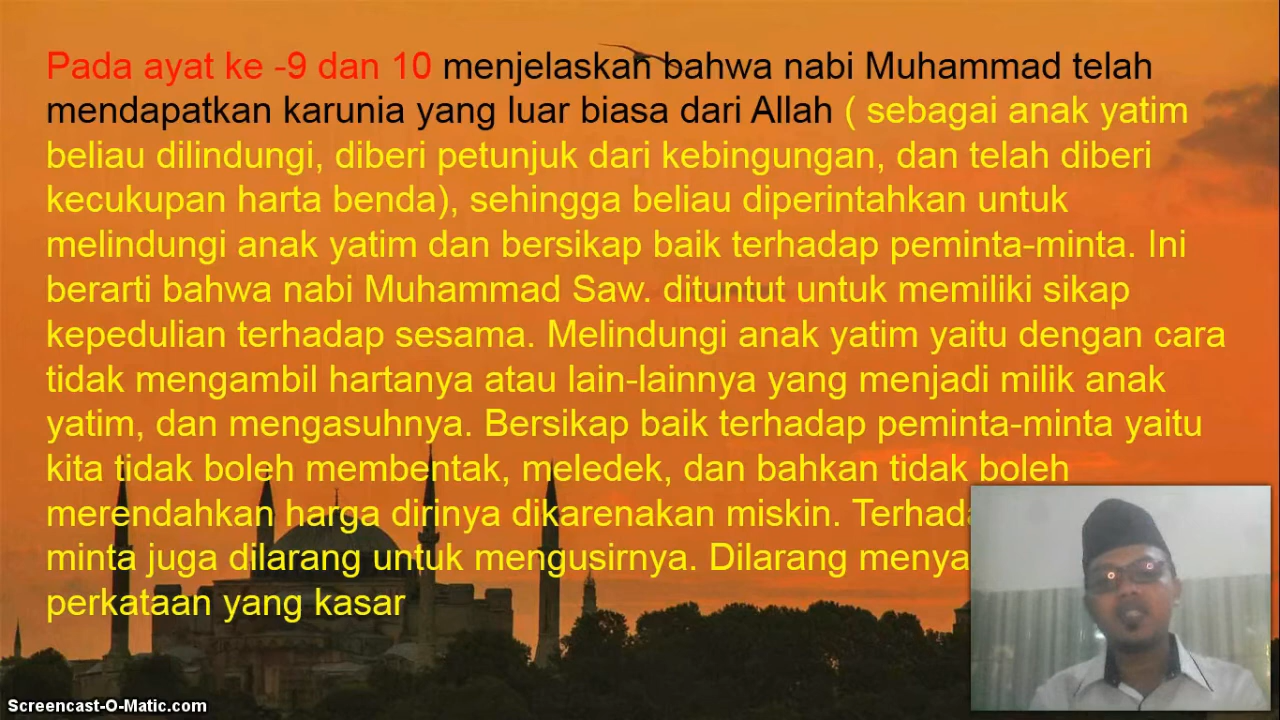 Pada ayat ke -9 dan 10 menjelaskan bahwa nabi Muhammad telah
mendapatkan karunia yang luar biasa dari Allah ( sebagai anak yatim
beliau dilindungi, diberi petunjuk dari kebingungan, dan telah diberi
kecukupan harta benda), sehingga beliau diperintahkan untuk
melindungi anak yatim dan bersikap baik terhadap peminta-minta. Ini
berarti bahwa nabi Muhammad Saw. dituntut untuk memiliki sikap
kepedulian terhadap sesama. Melindungi anak yatim yaitu dengan cara
tidak mengambil hartanya atau lain-lainnya yang menjadi milik anak
yatim, dan mengasuhnya. Bersikap baik terhadap peminta-minta yaitu
kita tidak boleh membentak, meledek, dan bahkan tidak boleh
merendahkan harga dirinya dikarenakan miskin.
minta juga dilarang untuk mengusirnya. Dilarang
perkataan yang kasar
Screencast-O-Matic.com